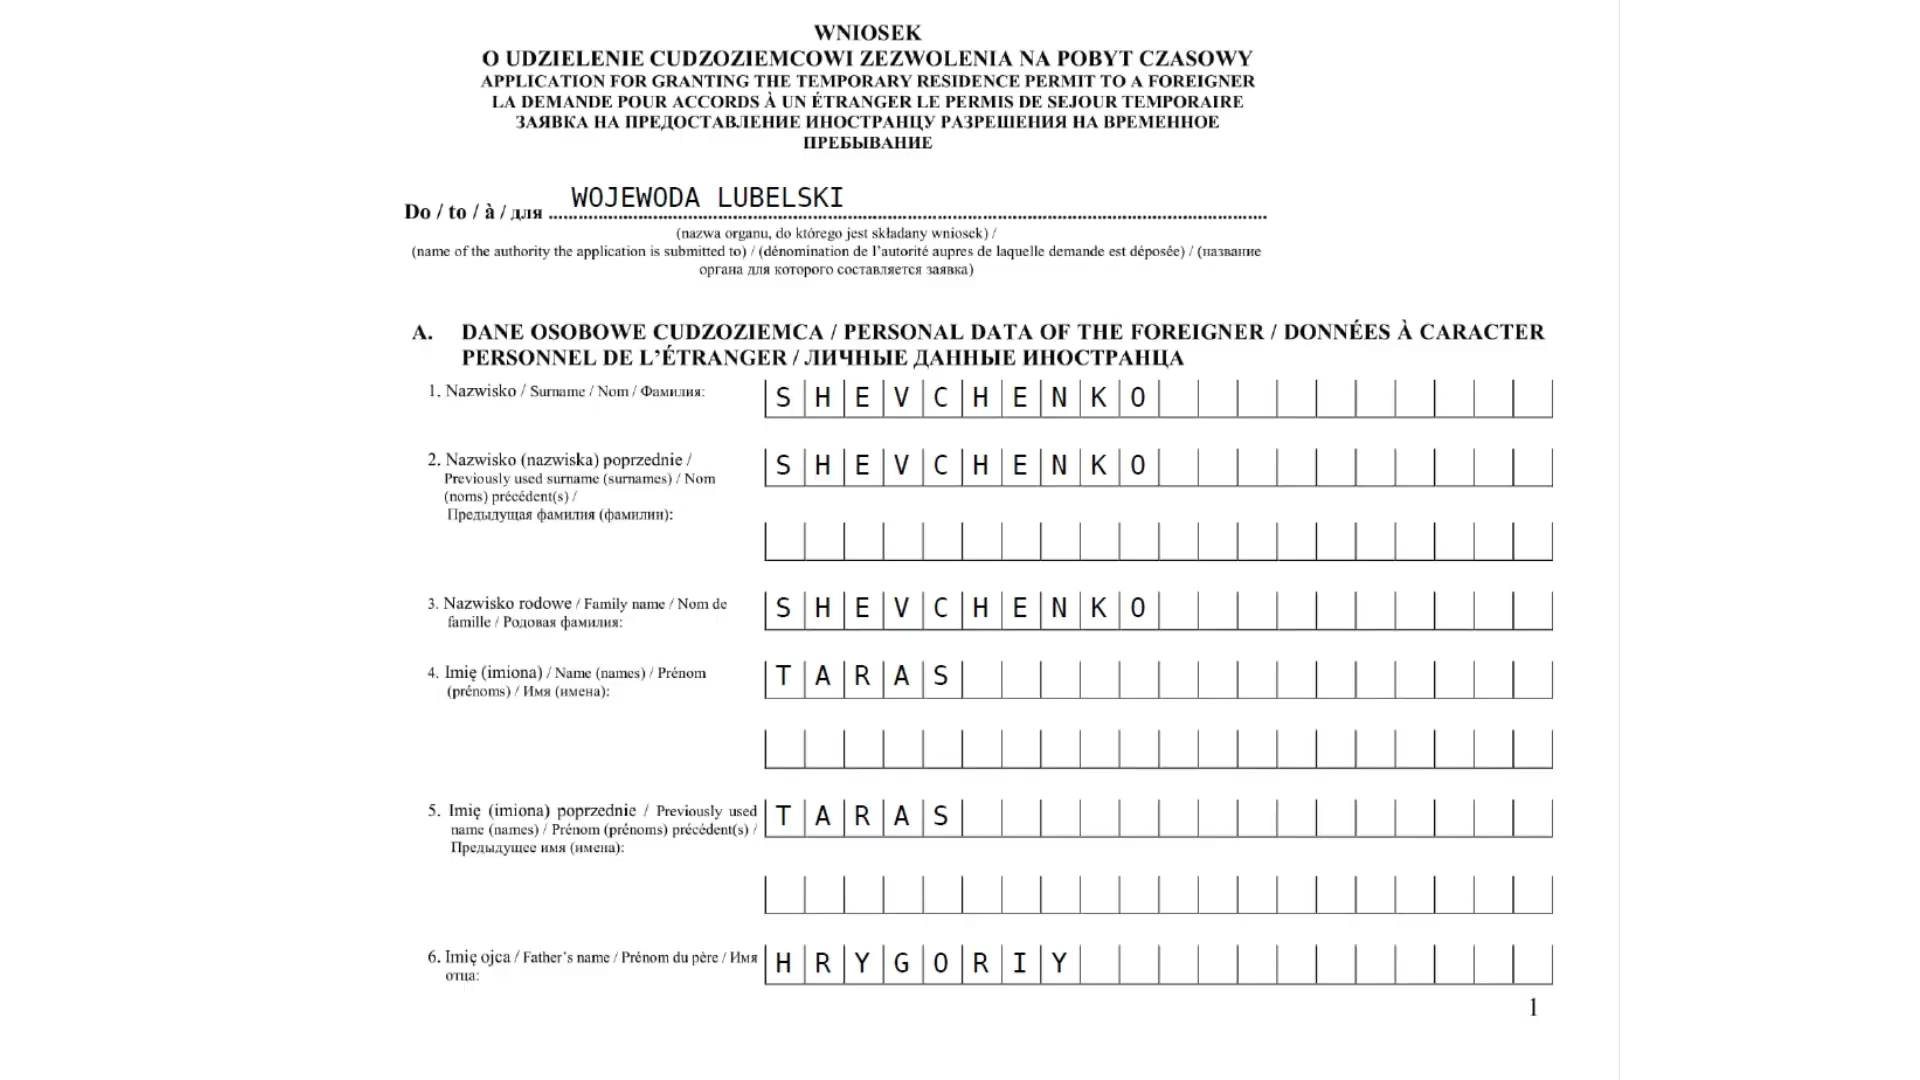 WNIOSEK
O UDZIELENIE CUDZOZIEMCOWI ZEZWOLENIA NA POBYT CZASOWY
APPLICATION FOR GRANTING THE TEMPORARY RESIDENCE PERMIT TO A FOREIGNER
LA DEMANDE POUR ACCORDS À UN ÉTRANGER LE PERMIS DE SEJOUR TEMPORAIRE
ЗАЯВКА НА ПРЕДОСТАВЛЕНИЕ ИНОСТРАНЦУ РАЗРЕШЕНИЯ НА ВРЕМЕННОЕ
ПРЕБЫВАНИЕ
Do / to / à / для WOJEWODA LUBELSKI
(nazwa organu, do którego jest składany wniosek) /
(name of the authority the application is submitted to) / (dénomination de l’autorité aupres de laquelle demande est déposée) / (название
органа для которого составляется заявка)
A. DANE OSOBOWE CUDZOZIEMCA / PERSONAL DATA OF THE FOREIGNER / DONNÉES À CARACTER
PERSONNEL DE L’ÉTRANGER / ЛИЧНЫЕ ДАННЫЕ ИНОСТРАНЦА
1. Nazwisko / Surname / Nom / Фамилия: SHEVCHENKO
2. Nazwisko (nazwiska) poprzednie / SHEVCHENKO
Previously used surname (surnames) / Nom
(noms) précédent(s) /
Предыдущая фамилия (фамилии):
3. Nazwisko rodowe / Family name / Nom de SHEVCHENKO
famille / Родовая фамилия:
4. Imię (imiona) / Name (names) / Prénom TARAS
(prénoms) / Имя (имена):
5. Imię (imiona) poprzednie / Previously used TARAS
name (names) / Prénom (prénoms) précédent(s) /
Предыдущее имя (имена):
6. Imię ojca / Father’s name / Prénom du père / Имя HRYGORIY
отца:
1